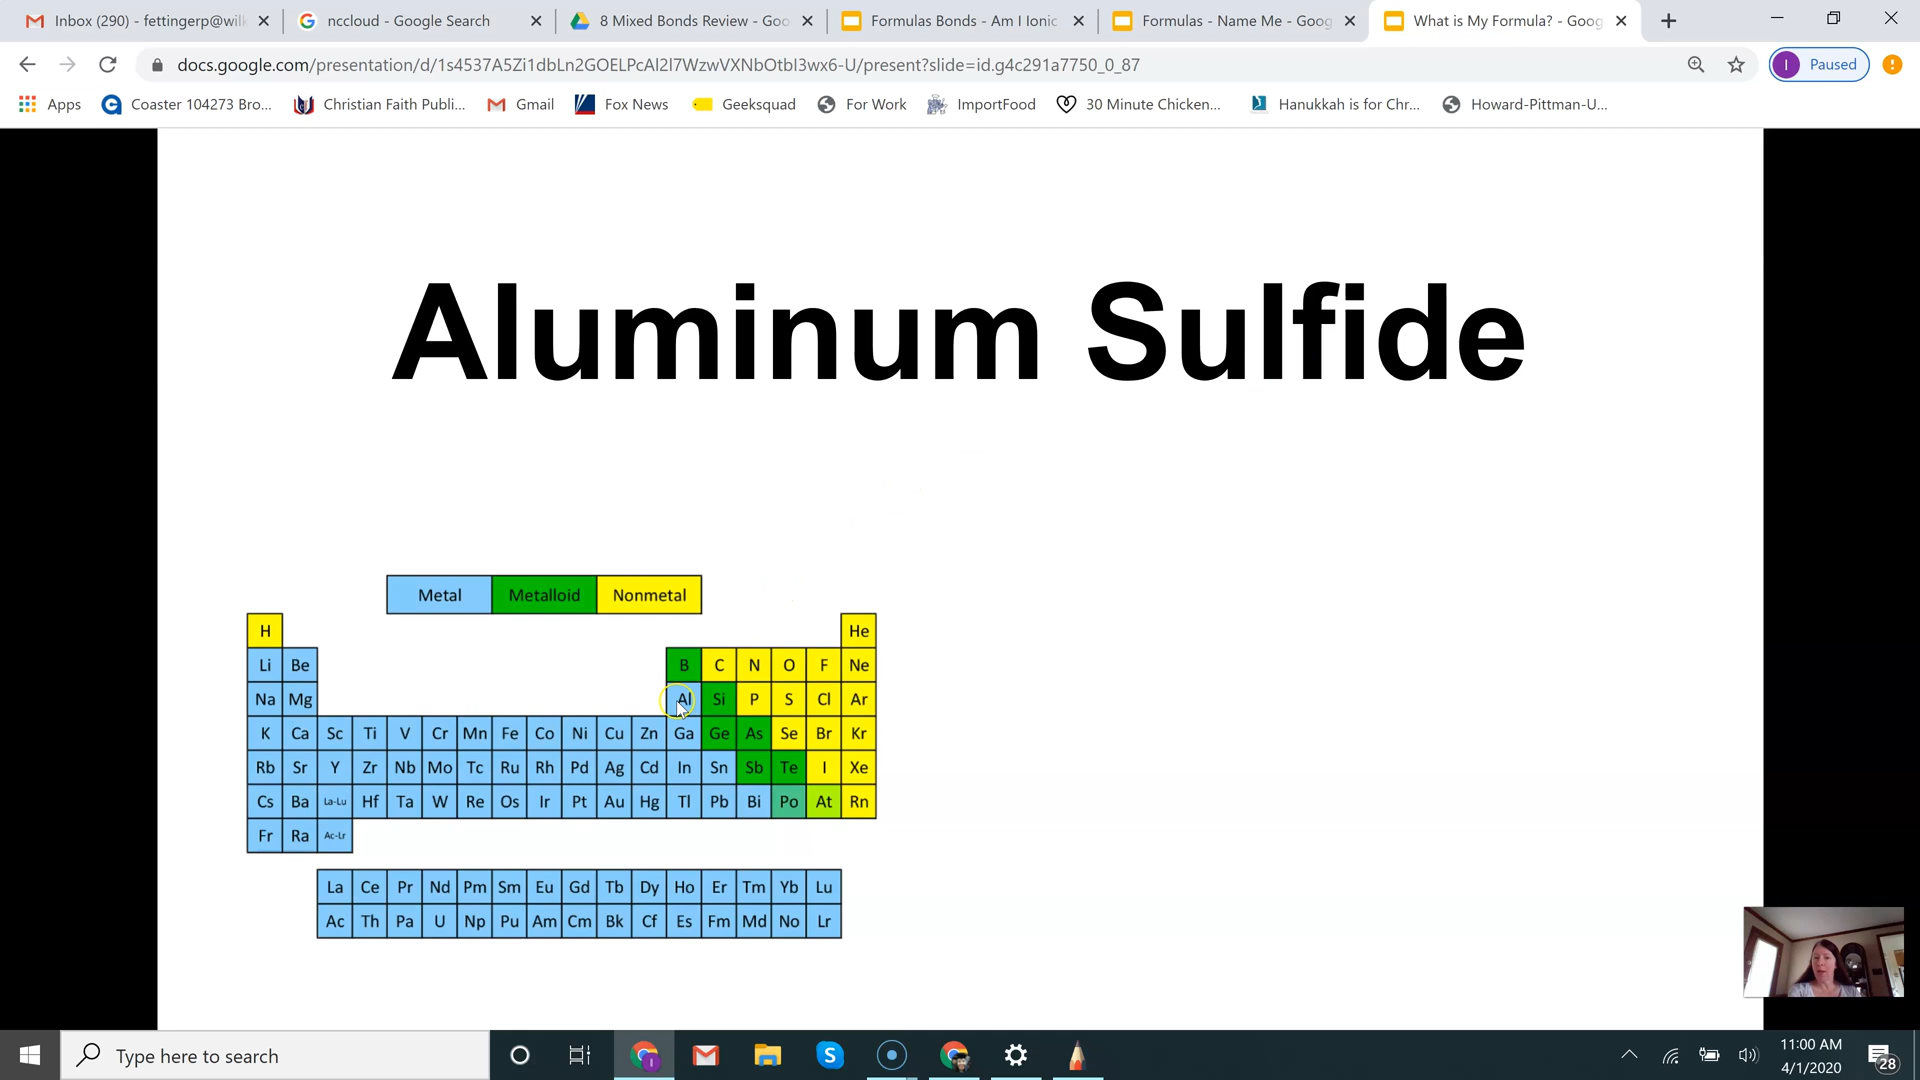 Inbox (290) - fettingerp@wilk
nccloud - Google Search
8 Mixed Bonds Review - Goo
Formulas Bonds - Am I Ionic
Formulas - Name Me - Goog
What is My Formula? - Goog
docs.google.com/presentation/d/1s4537A5Zi1dbLn2GOELPcAl2l7WzwVXNbOtbI3wx6-U/present?slide=id.g4c291a7750_0_87
I Paused
Apps
Coaster 104273 Bro...
Christian Faith Publi...
Gmail
Fox News
Geeksquad
For Work
ImportFood
30 Minute Chicken...
Hanukkah is for Chr...
Howard-Pittman-U...
Aluminum Sulfide
Metal Metalloid Nonmetal
H He
Li Be B C N O F Ne
Na Mg Al Si P S Cl Ar
K Ca Sc Ti V Cr Mn Fe Co Ni Cu Zn Ga Ge As Se Br Kr
Rb Sr Y Zr Nb Mo Tc Ru Rh Pd Ag Cd In Sn Sb Te I Xe
Cs Ba La-Lu Hf Ta W Re Os Ir Pt Au Hg Tl Pb Bi Po At Rn
Fr Ra Ac-Lr
La Ce Pr Nd Pm Sm Eu Gd Tb Dy Ho Er Tm Yb Lu
Ac Th Pa U Np Pu Am Cm Bk Cf Es Fm Md No Lr
Type here to search
11:00 AM
4/1/2020
28